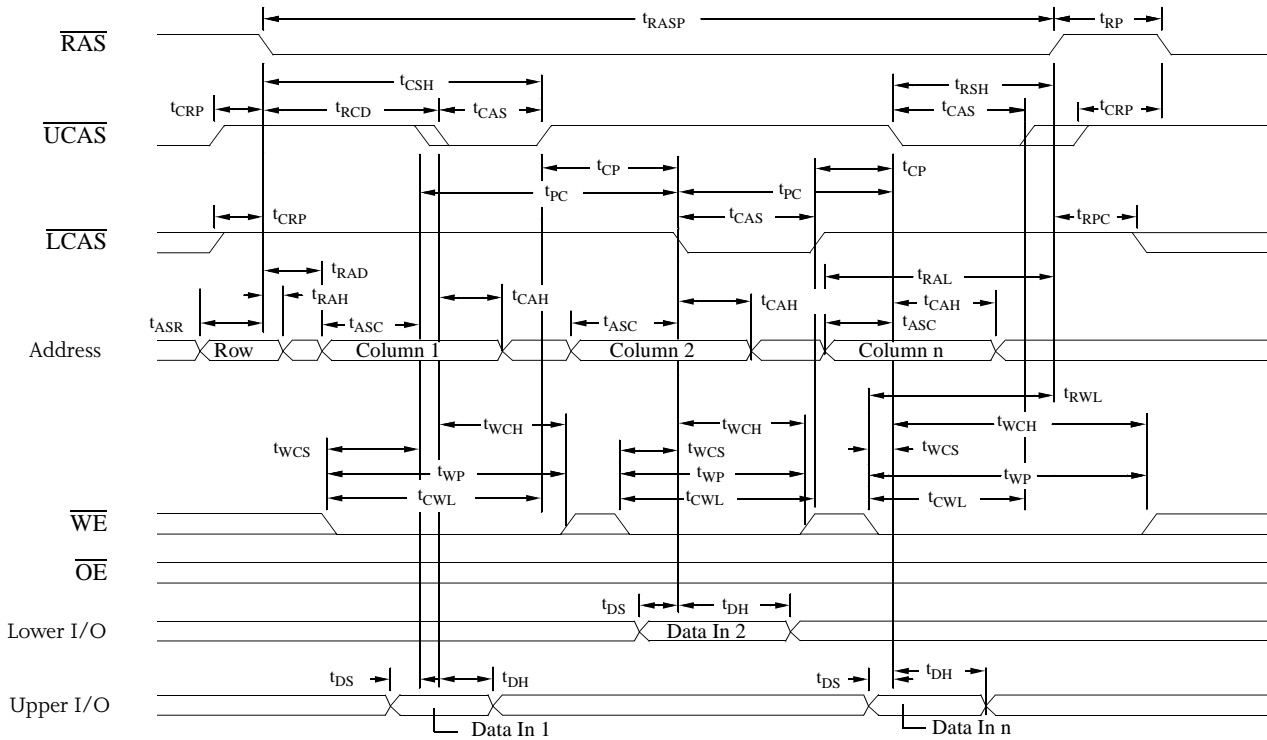 tRASP tRP
RAS
tCSH tRSH
tCRP tRCD tCAS tCAS tCRP
UCAS
tCP tCP
tPC tPC
tCRP tCAS tRPC
LCAS
tRAD tRAL
tRAH tCAH tCAH tCAH
tASR tASC tASC tASC
Address Row Column 1 Column 2 Column n
tRWL
tWCH tWCH tWCH
tWCS tWCS tWCS
tWP tWP tWP
tCWL tCWL tCWL
WE
OE
tDS tDH
Lower I/O Data In 2
tDS tDH tDS tDH
Upper I/O
Data In 1 Data In n